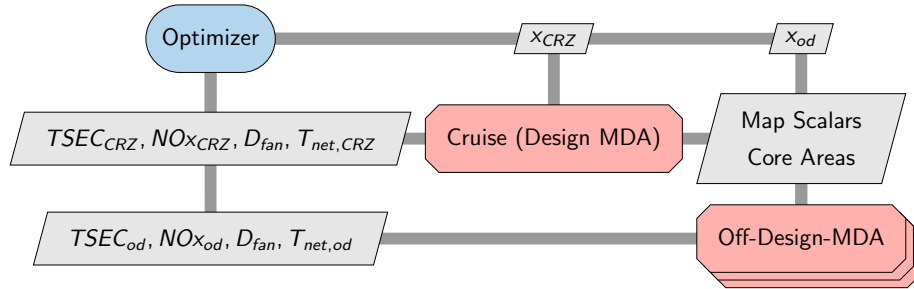 Optimizer
x_CRZ
x_od
TSEC_CRZ, NOx_CRZ, D_fan, T_net,CRZ
Cruise (Design MDA)
Map Scalars
Core Areas
TSEC_od, NOx_od, D_fan, T_net,od
Off-Design-MDA